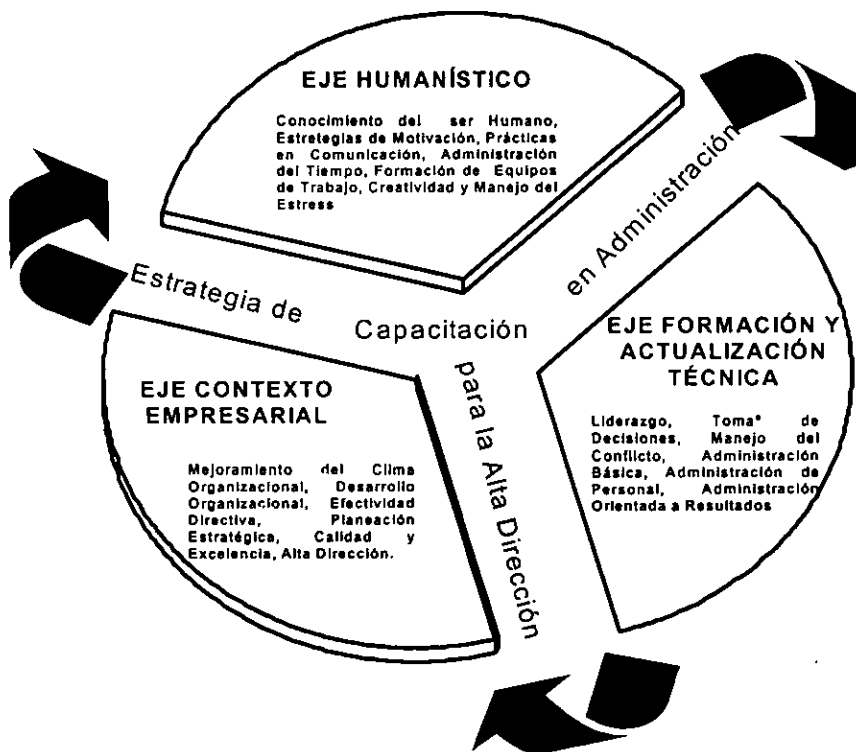 EJE HUMANÍSTICO
Conocimiento del ser Humano,
Estrategias de Motivación, Prácticas
en Comunicación, Administración
del Tiempo, Formación de Equipos
de Trabajo, Creatividad y Manejo del
Estress
Estrategia de
Capacitación
en Administración
para la Alta Dirección
EJE CONTEXTO
EMPRESARIAL
Mejoramiento del Clima
Organizacional, Desarrollo
Organizacional, Efectividad
Directiva, Planeación
Estratégica, Calidad y
Excelencia, Alta Dirección.
EJE FORMACIÓN Y
ACTUALIZACIÓN
TÉCNICA
Liderazgo, Toma* de
Decisiones, Manejo del
Conflicto, Administración
Básica, Administración de
Personal, Administración
Orientada a Resultados